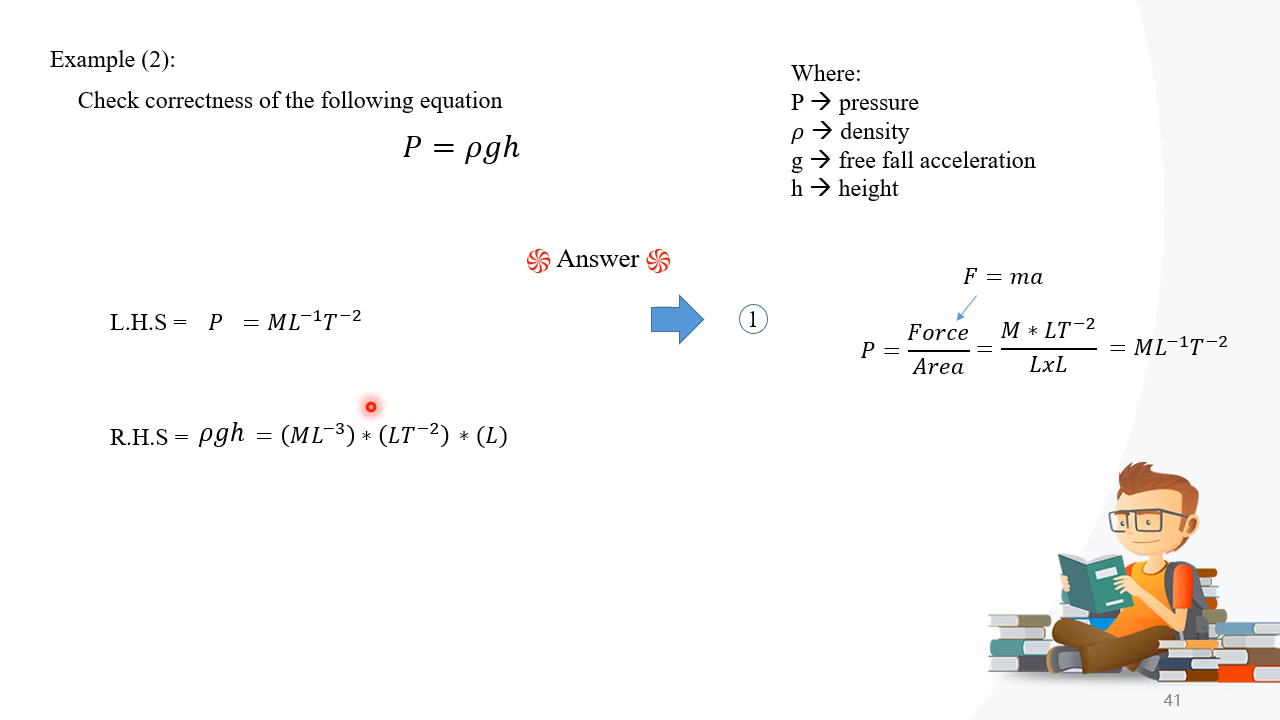 Example (2):
Check correctness of the following equation
P = ρgh
Where:
P → pressure
ρ → density
g → free fall acceleration
h → height
Answer
L.H.S = P = ML⁻¹T⁻²
①
F = ma
P = Force/Area = M ∗ LT⁻²/LxL = ML⁻¹T⁻²
R.H.S = ρgh = (ML⁻³) ∗ (LT⁻²) ∗ (L)
41